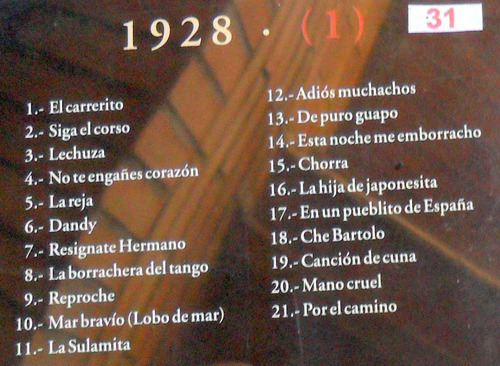 1928 · (1)
31
1.- El carrerito
2.- Siga el corso
3.- Lechuza
4.- No te engañes corazón
5.- La reja
6.- Dandy
7.- Resignate Hermano
8.- La borrachera del tango
9.- Reproche
10.- Mar bravío (Lobo de mar)
11.- La Sulamita
12.- Adiós muchachos
13.- De puro guapo
14.- Esta noche me emborracho
15.- Chorra
16.- La hija de japonesita
17.- En un pueblito de España
18.- Che Bartolo
19.- Canción de cuna
20.- Mano cruel
21.- Por el camino